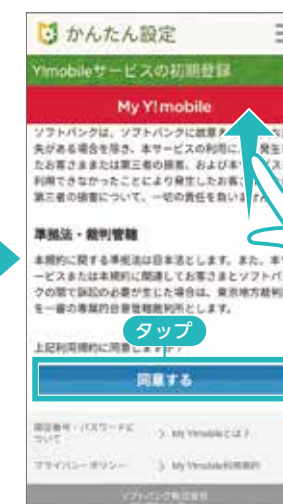 かんたん設定
Y!mobileサービスの初期登録
My Y!mobile
ソフトバンクは、ソフトバンクに故意
失がある場合を除き、本サービスの利用に 発生
たお客さままたは第三者の損害、および本
利用できなかったことにより発生したお客
第三者の損害について、一切の責任を負い
準拠法・裁判管轄
本規約に関する準拠法は日本法とします。また、本
ービスまたは本規約に関連してお客さまとソフトバ
クの間で訴訟の必要が生じた場合は、東京地方裁判
を一審の専属的合意管轄裁判所とします。
タップ
上記利用規約に同意しますか?
同意する
暗証番号・パスワードに
ついて
My Y!mobileとは?
プライバシーポリシー
My Y!mobile利用規約
ソフトバンク株式会社